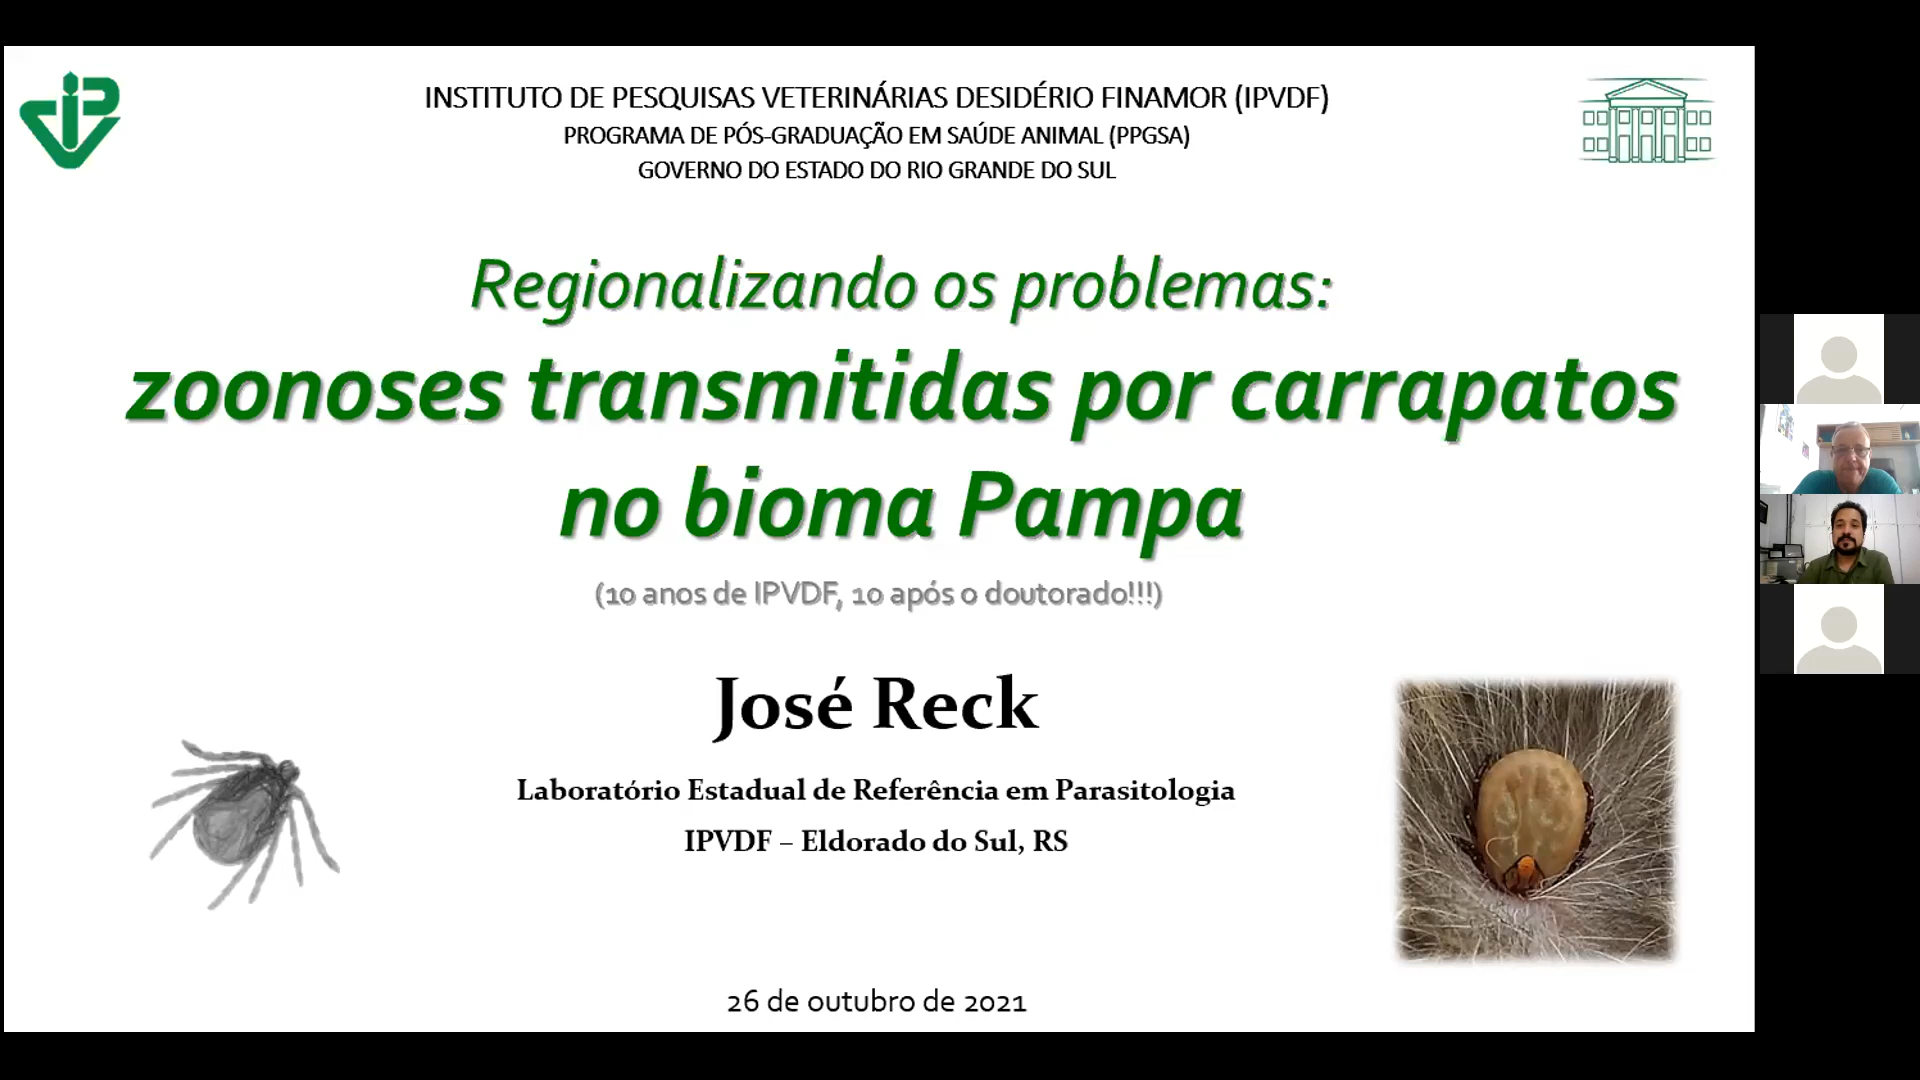 INSTITUTO DE PESQUISAS VETERINÁRIAS DESIDÉRIO FINAMOR (IPVDF)
PROGRAMA DE PÓS-GRADUAÇÃO EM SAÚDE ANIMAL (PPGSA)
GOVERNO DO ESTADO DO RIO GRANDE DO SUL
Regionalizando os problemas:
zoonoses transmitidas por carrapatos
no bioma Pampa
(10 anos de IPVDF, 10 após o doutorado!!!)
José Reck
Laboratório Estadual de Referência em Parasitologia
IPVDF – Eldorado do Sul, RS
26 de outubro de 2021